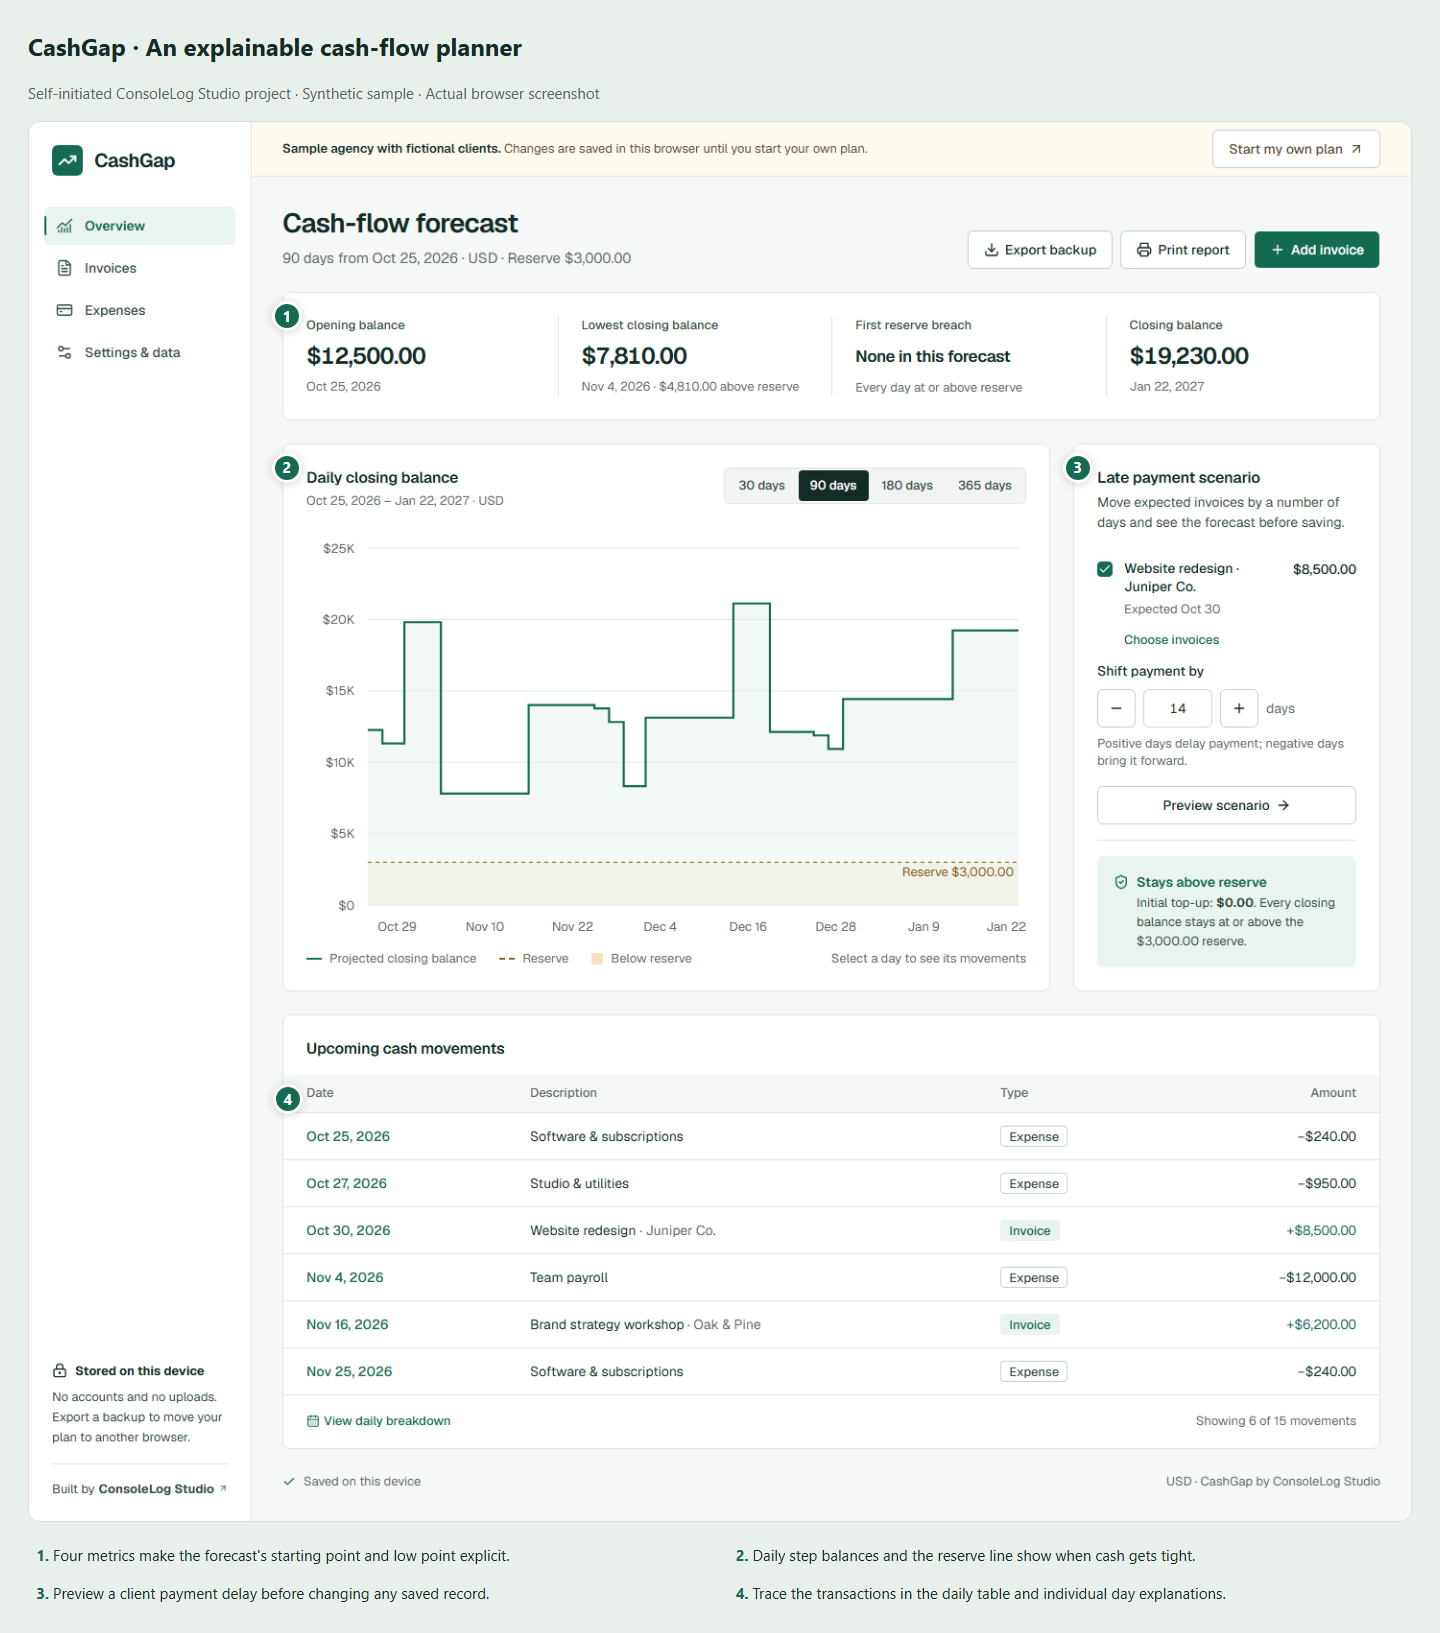 CashGap · An explainable cash-flow planner
Self-initiated ConsoleLog Studio project · Synthetic sample · Actual browser screenshot
CashGap
Overview
Invoices
Expenses
Settings & data
Stored on this device
No accounts and no uploads.
Export a backup to move your
plan to another browser.
Built by ConsoleLog Studio
Sample agency with fictional clients. Changes are saved in this browser until you start your own plan.
Start my own plan
Cash-flow forecast
90 days from Oct 25, 2026 · USD · Reserve $3,000.00
Export backup
Print report
Add invoice
1
Opening balance
$12,500.00
Oct 25, 2026
Lowest closing balance
$7,810.00
Nov 4, 2026 · $4,810.00 above reserve
First reserve breach
None in this forecast
Every day at or above reserve
Closing balance
$19,230.00
Jan 22, 2027
2
Daily closing balance
Oct 25, 2026 – Jan 22, 2027 · USD
30 days
90 days
180 days
365 days
$25K
$20K
$15K
$10K
$5K
$0
Reserve $3,000.00
Oct 29
Nov 10
Nov 22
Dec 4
Dec 16
Dec 28
Jan 9
Jan 22
Projected closing balance
Reserve
Below reserve
Select a day to see its movements
3
Late payment scenario
Move expected invoices by a number of
days and see the forecast before saving.
Website redesign ·
Juniper Co.
$8,500.00
Expected Oct 30
Choose invoices
Shift payment by
−
14
+
days
Positive days delay payment; negative days
bring it forward.
Preview scenario →
Stays above reserve
Initial top-up: $0.00. Every closing
balance stays at or above the
$3,000.00 reserve.
Upcoming cash movements
4
Date Description Type Amount
Oct 25, 2026 Software & subscriptions Expense −$240.00
Oct 27, 2026 Studio & utilities Expense −$950.00
Oct 30, 2026 Website redesign · Juniper Co. Invoice +$8,500.00
Nov 4, 2026 Team payroll Expense −$12,000.00
Nov 16, 2026 Brand strategy workshop · Oak & Pine Invoice +$6,200.00
Nov 25, 2026 Software & subscriptions Expense −$240.00
View daily breakdown
Showing 6 of 15 movements
Saved on this device
USD · CashGap by ConsoleLog Studio
1. Four metrics make the forecast's starting point and low point explicit.
2. Daily step balances and the reserve line show when cash gets tight.
3. Preview a client payment delay before changing any saved record.
4. Trace the transactions in the daily table and individual day explanations.